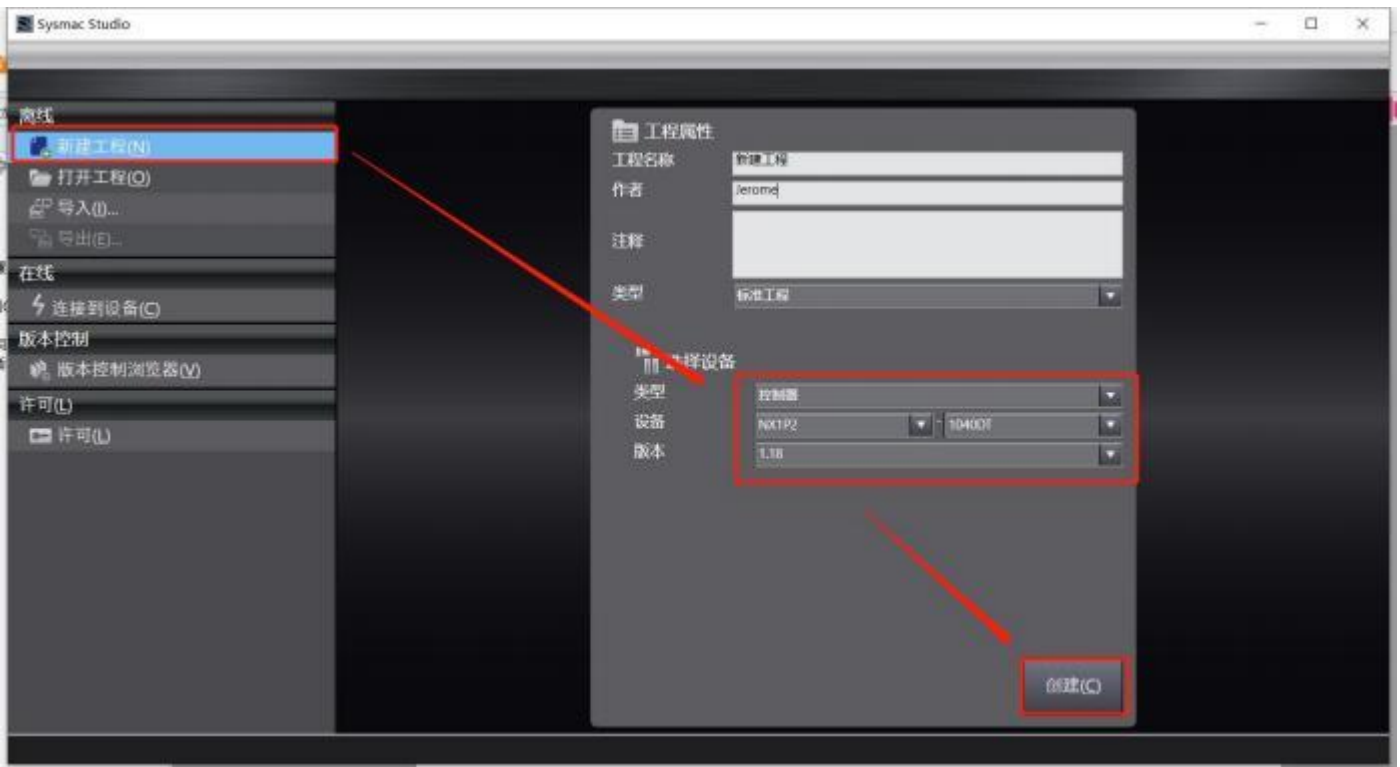 Sysmac Studio
离线
新建工程(N)
打开工程(O)
导入(I)...
导出(E)...
在线
连接到设备(C)
版本控制
版本控制浏览器(V)
许可(L)
许可(L)
工程属性
工程名称 新建工程
作者 Jerome
注释
类型 标准工程
选择设备
类型 控制器
设备 NX1P2 - 1040DT
版本 1.18
创建(C)